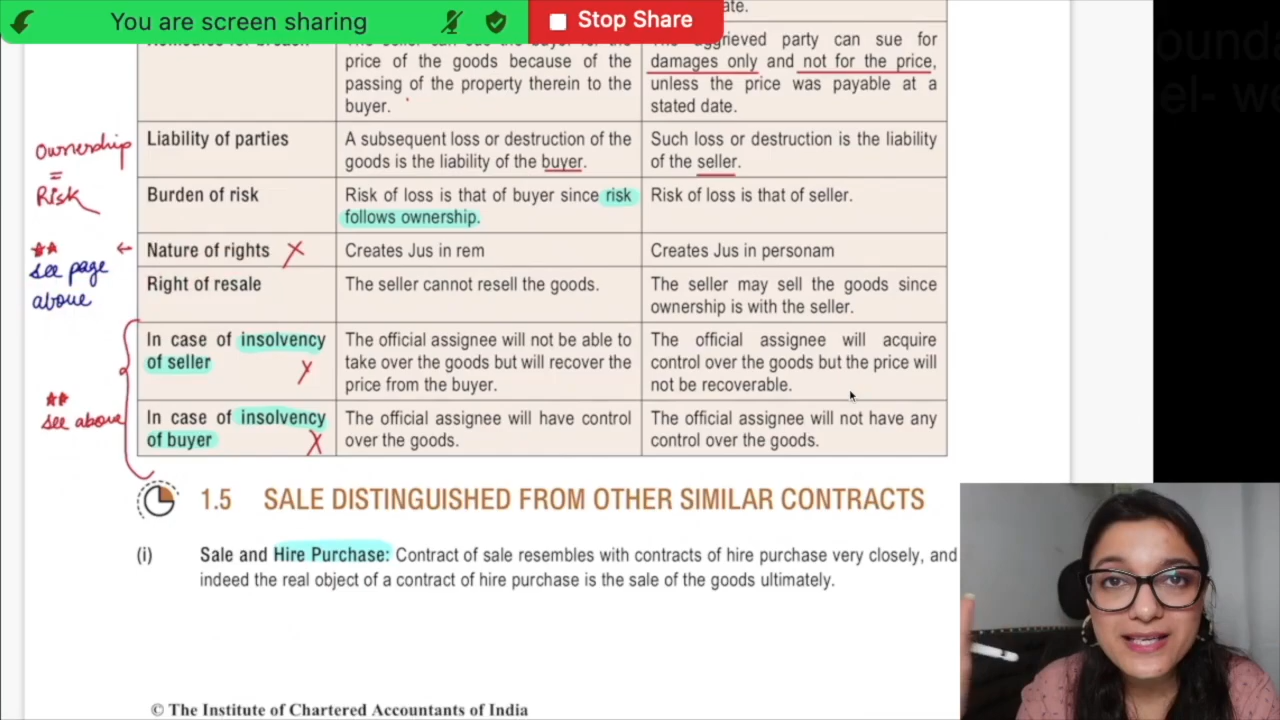 You are screen sharing
Stop Share
ate.
price of the goods because of the
passing of the property therein to the
buyer.
aggrieved party can sue for
damages only and not for the price,
unless the price was payable at a
stated date.
Ownership
=
Risk
Liability of parties
A subsequent loss or destruction of the
goods is the liability of the buyer.
Such loss or destruction is the liability
of the seller.
Burden of risk
Risk of loss is that of buyer since risk
follows ownership.
Risk of loss is that of seller.
see page
above
Nature of rights
Creates Jus in rem
Creates Jus in personam
Right of resale
The seller cannot resell the goods.
The seller may sell the goods since
ownership is with the seller.
see above
In case of insolvency
of seller
The official assignee will not be able to
take over the goods but will recover the
price from the buyer.
The official assignee will acquire
control over the goods but the price will
not be recoverable.
In case of insolvency
of buyer
The official assignee will have control
over the goods.
The official assignee will not have any
control over the goods.
1.5 SALE DISTINGUISHED FROM OTHER SIMILAR CONTRACTS
(i) Sale and Hire Purchase: Contract of sale resembles with contracts of hire purchase very closely, and
indeed the real object of a contract of hire purchase is the sale of the goods ultimately.
© The Institute of Chartered Accountants of India